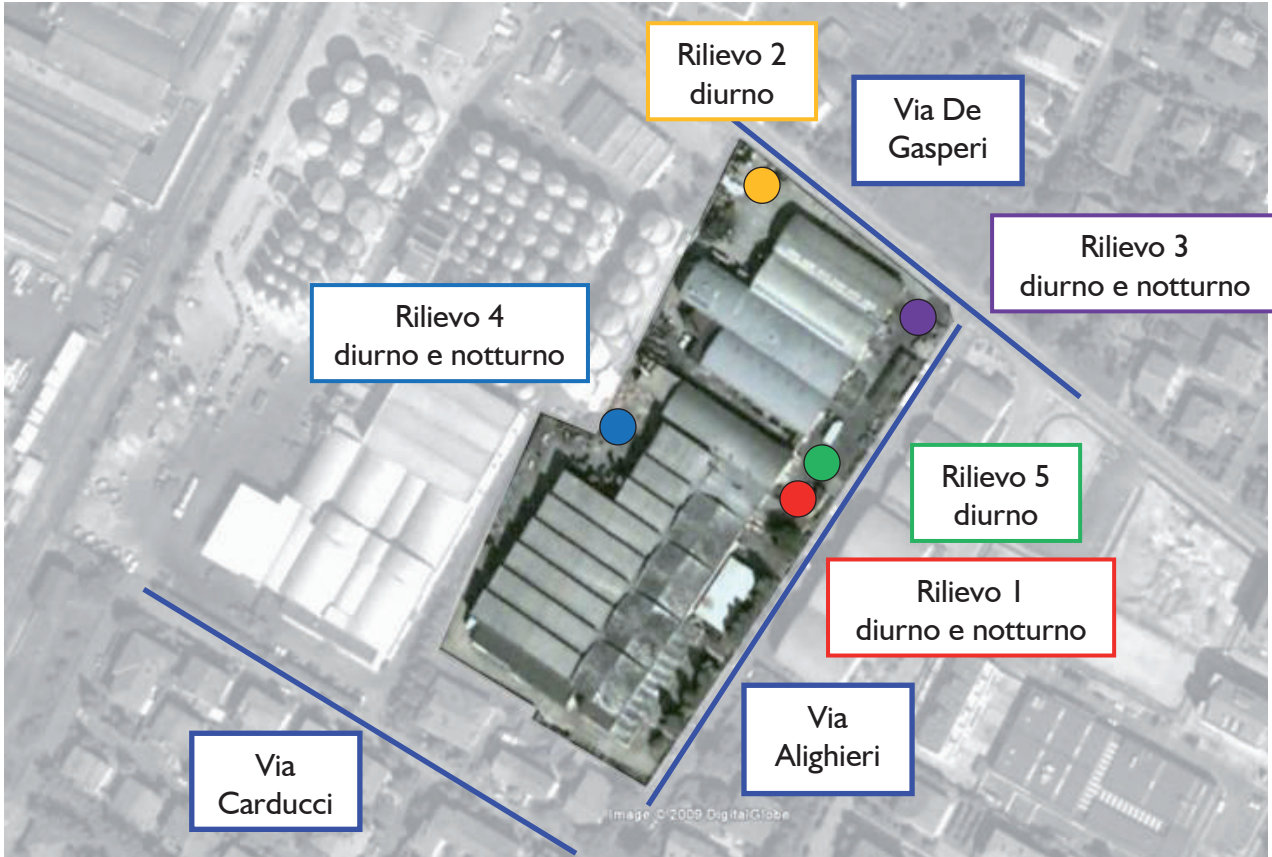 Rilievo 2
diurno
Via De
Gasperi
Rilievo 3
diurno e notturno
Rilievo 4
diurno e notturno
Rilievo 5
diurno
Rilievo 1
diurno e notturno
Via
Alighieri
Via
Carducci
Image © 2009 DigitalGlobe